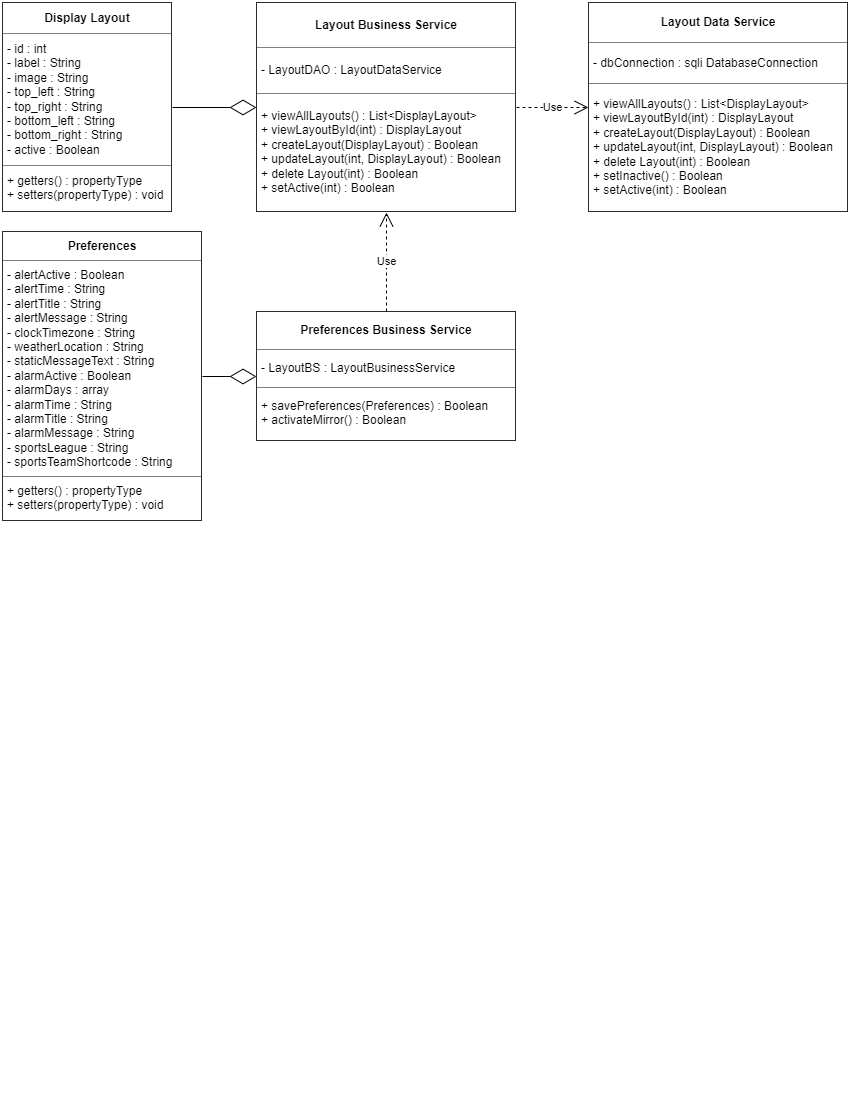 Display Layout
- id : int
- label : String
- image : String
- top_left : String
- top_right : String
- bottom_left : String
- bottom_right : String
- active : Boolean
+ getters() : propertyType
+ setters(propertyType) : void
Layout Business Service
- LayoutDAO : LayoutDataService
+ viewAllLayouts() : List<DisplayLayout>
+ viewLayoutById(int) : DisplayLayout
+ createLayout(DisplayLayout) : Boolean
+ updateLayout(int, DisplayLayout) : Boolean
+ delete Layout(int) : Boolean
+ setActive(int) : Boolean
Use
Layout Data Service
- dbConnection : sqli DatabaseConnection
+ viewAllLayouts() : List<DisplayLayout>
+ viewLayoutById(int) : DisplayLayout
+ createLayout(DisplayLayout) : Boolean
+ updateLayout(int, DisplayLayout) : Boolean
+ delete Layout(int) : Boolean
+ setInactive() : Boolean
+ setActive(int) : Boolean
Preferences
- alertActive : Boolean
- alertTime : String
- alertTitle : String
- alertMessage : String
- clockTimezone : String
- weatherLocation : String
- staticMessageText : String
- alarmActive : Boolean
- alarmDays : array
- alarmTime : String
- alarmTitle : String
- alarmMessage : String
- sportsLeague : String
- sportsTeamShortcode : String
+ getters() : propertyType
+ setters(propertyType) : void
Use
Preferences Business Service
- LayoutBS : LayoutBusinessService
+ savePreferences(Preferences) : Boolean
+ activateMirror() : Boolean